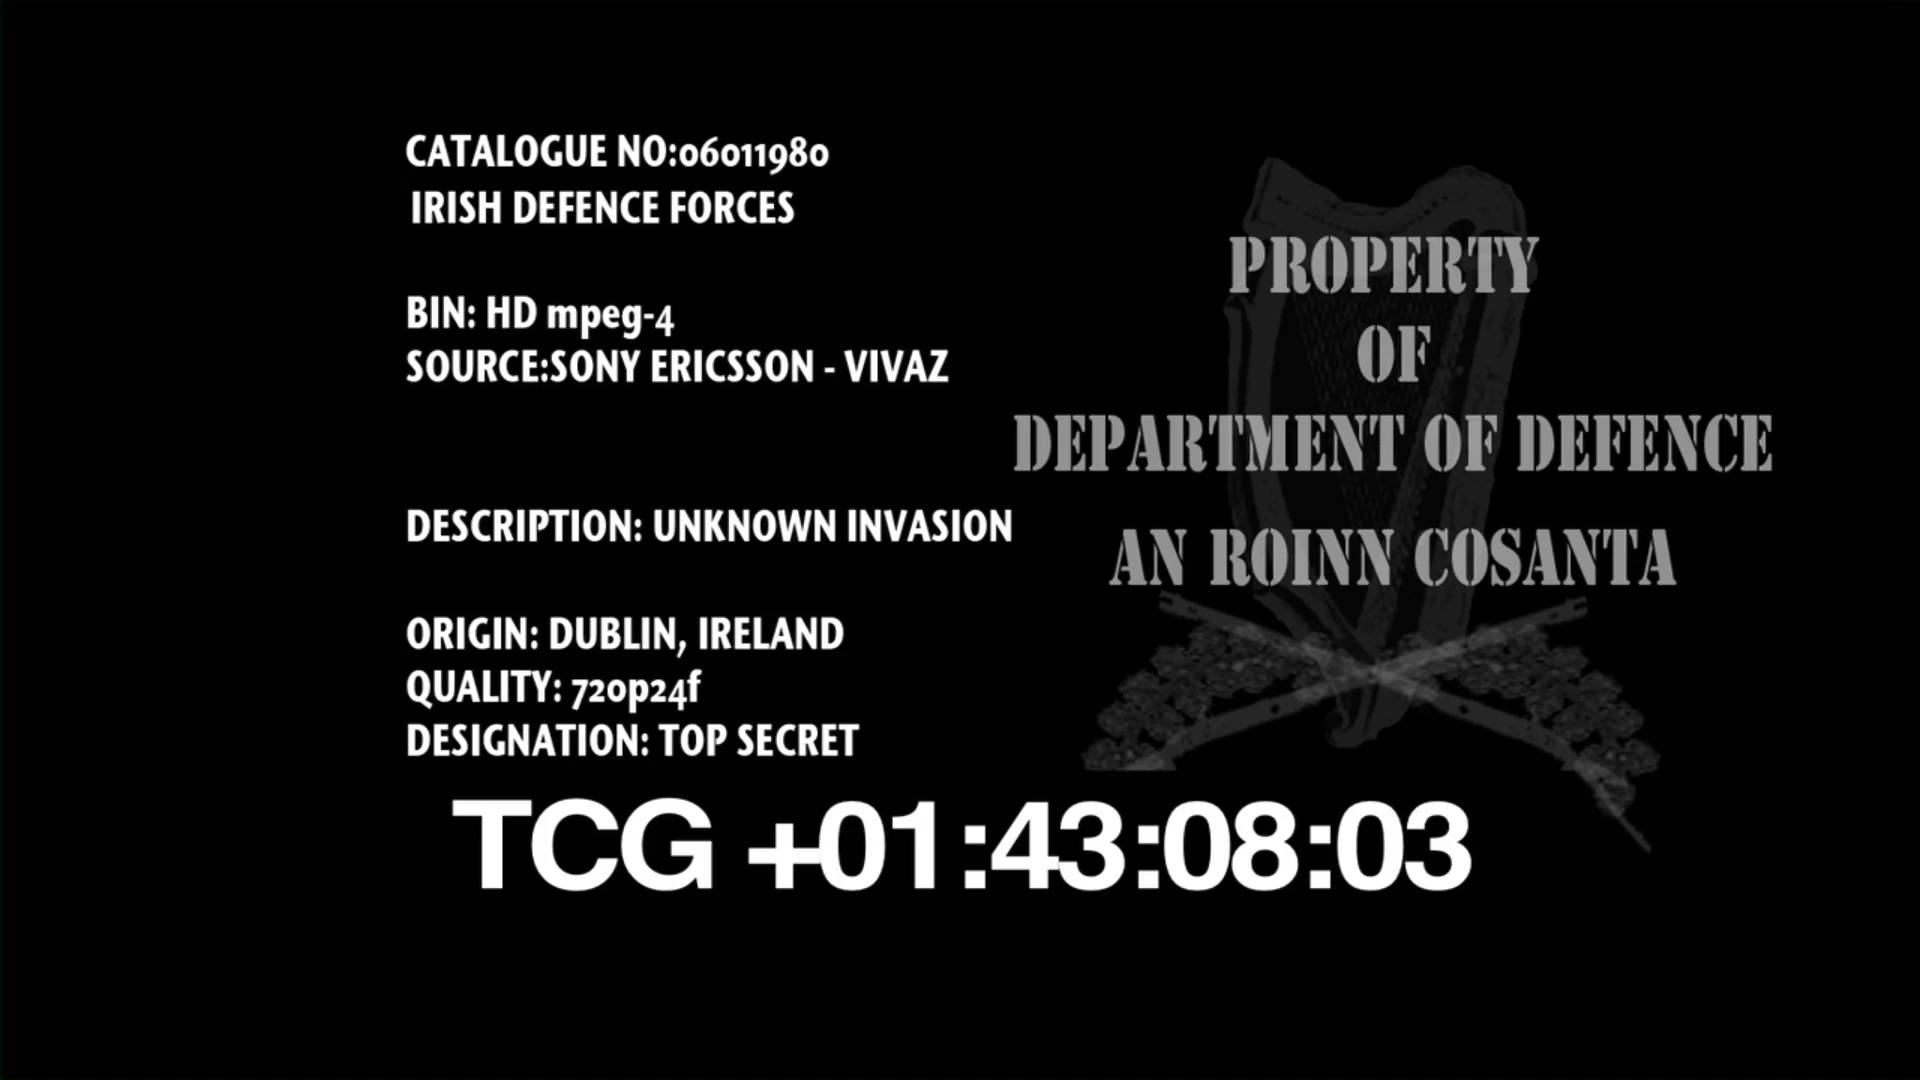 CATALOGUE NO:06011980
IRISH DEFENCE FORCES
BIN: HD mpeg-4
SOURCE:SONY ERICSSON - VIVAZ
DESCRIPTION: UNKNOWN INVASION
ORIGIN: DUBLIN, IRELAND
QUALITY: 720p24f
DESIGNATION: TOP SECRET
PROPERTY
OF
DEPARTMENT OF DEFENCE
AN ROINN COSANTA
TCG +01:43:08:03